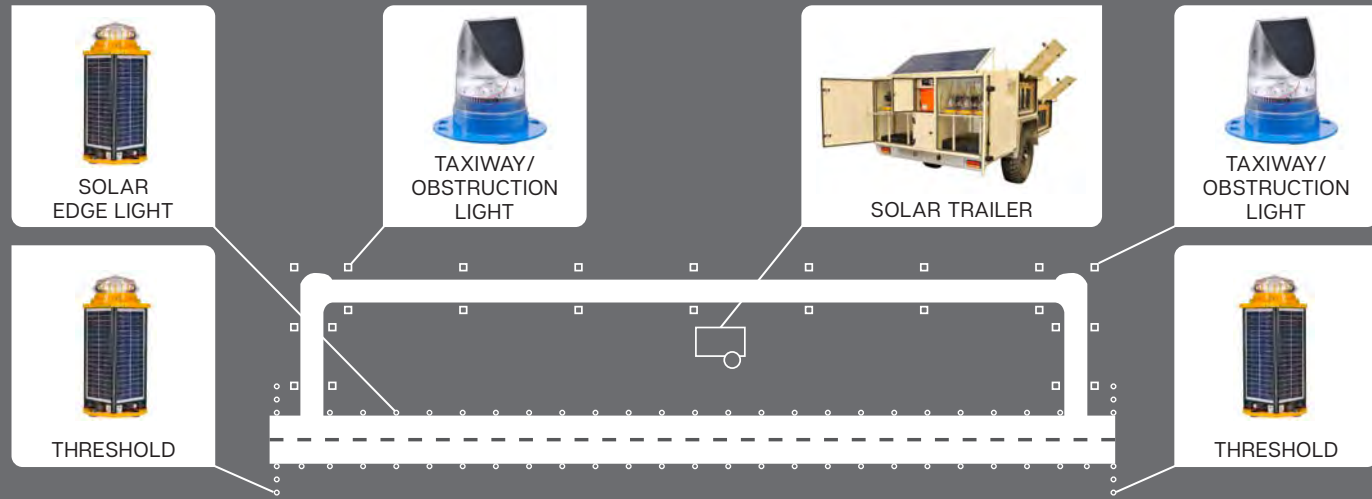 SOLAR
EDGE LIGHT
TAXIWAY/
OBSTRUCTION
LIGHT
SOLAR TRAILER
TAXIWAY/
OBSTRUCTION
LIGHT
THRESHOLD
THRESHOLD